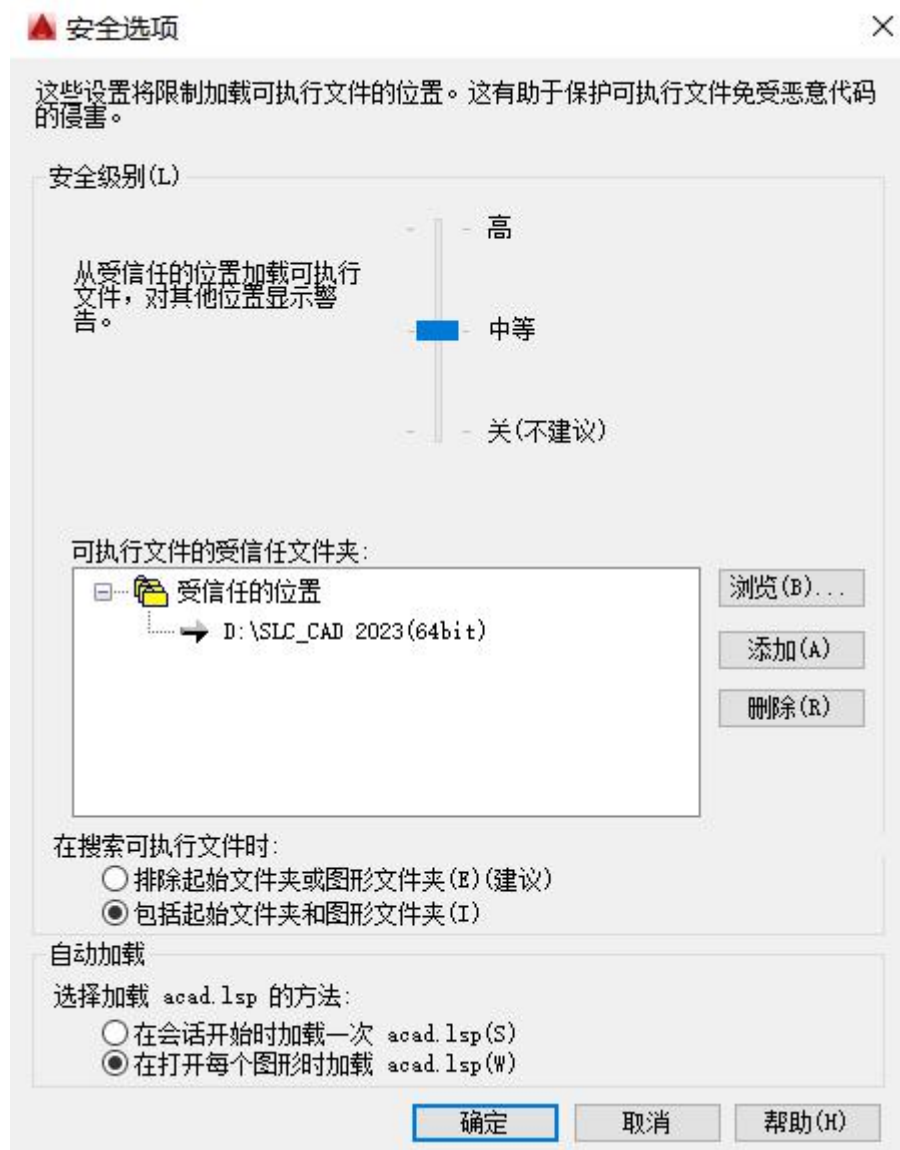 安全选项
这些设置将限制加载可执行文件的位置。这有助于保护可执行文件免受恶意代码
的侵害。
安全级别(L)
高
从受信任的位置加载可执行
文件，对其他位置显示警
告。
中等
关(不建议)
可执行文件的受信任文件夹:
受信任的位置
D:\SLC_CAD 2023(64bit)
浏览(B)...
添加(A)
删除(R)
在搜索可执行文件时:
排除起始文件夹或图形文件夹(E)(建议)
包括起始文件夹和图形文件夹(I)
自动加载
选择加载 acad.lsp 的方法:
在会话开始时加载一次 acad.lsp(S)
在打开每个图形时加载 acad.lsp(W)
确定 取消 帮助(H)